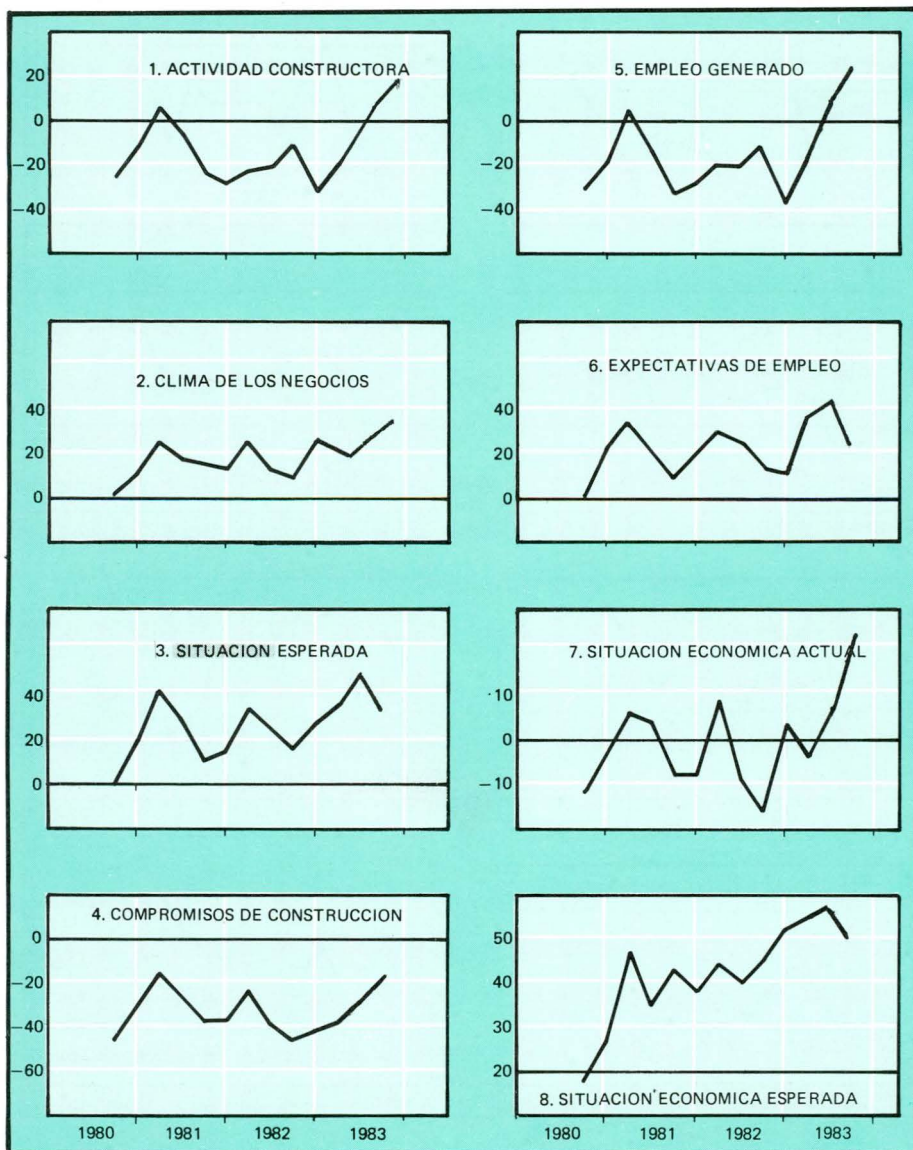 1. ACTIVIDAD CONSTRUCTORA
20
0
−20
−40
5. EMPLEO GENERADO
20
0
−20
−40
2. CLIMA DE LOS NEGOCIOS
40
20
0
6. EXPECTATIVAS DE EMPLEO
40
20
0
3. SITUACION ESPERADA
40
20
0
7. SITUACION ECONOMICA ACTUAL
10
0
−10
4. COMPROMISOS DE CONSTRUCCION
0
−20
−40
−60
1980 1981 1982 1983
50
40
50
20
8. SITUACION ECONOMICA ESPERADA
1980 1981 1982 1983